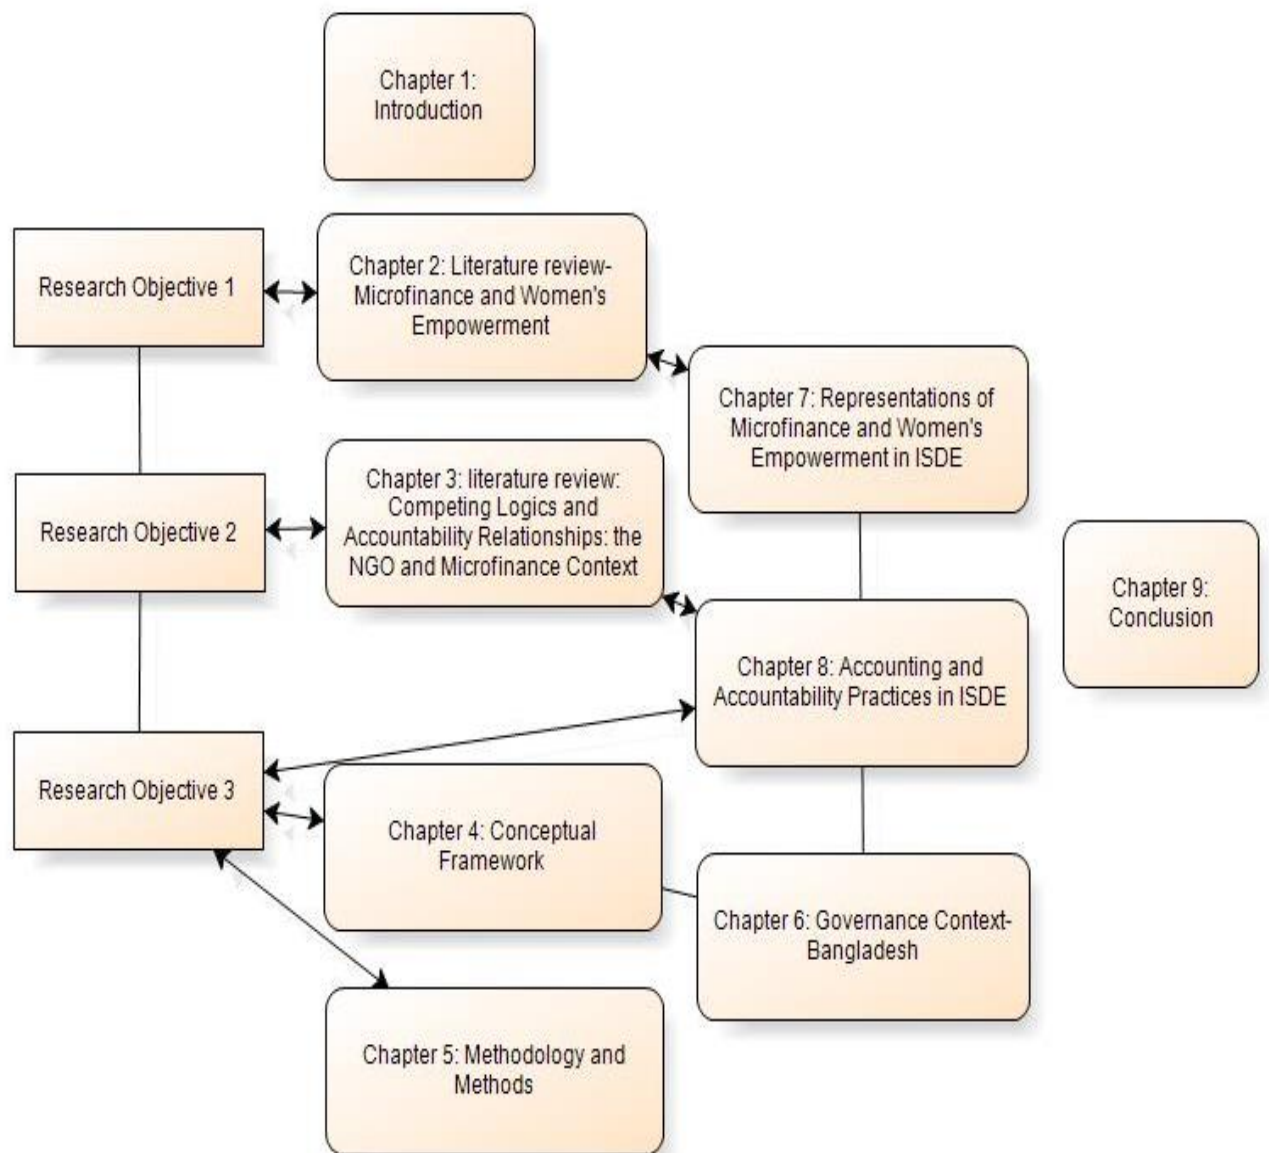 Chapter 1:
Introduction
Research Objective 1
Chapter 2: Literature review-
Microfinance and Women's
Empowerment
Chapter 7: Representations of
Microfinance and Women's
Empowerment in ISDE
Research Objective 2
Chapter 3: literature review:
Competing Logics and
Accountability Relationships: the
NGO and Microfinance Context
Chapter 9:
Conclusion
Chapter 8: Accounting and
Accountability Practices in ISDE
Research Objective 3
Chapter 4: Conceptual
Framework
Chapter 6: Governance Context-
Bangladesh
Chapter 5: Methodology and
Methods